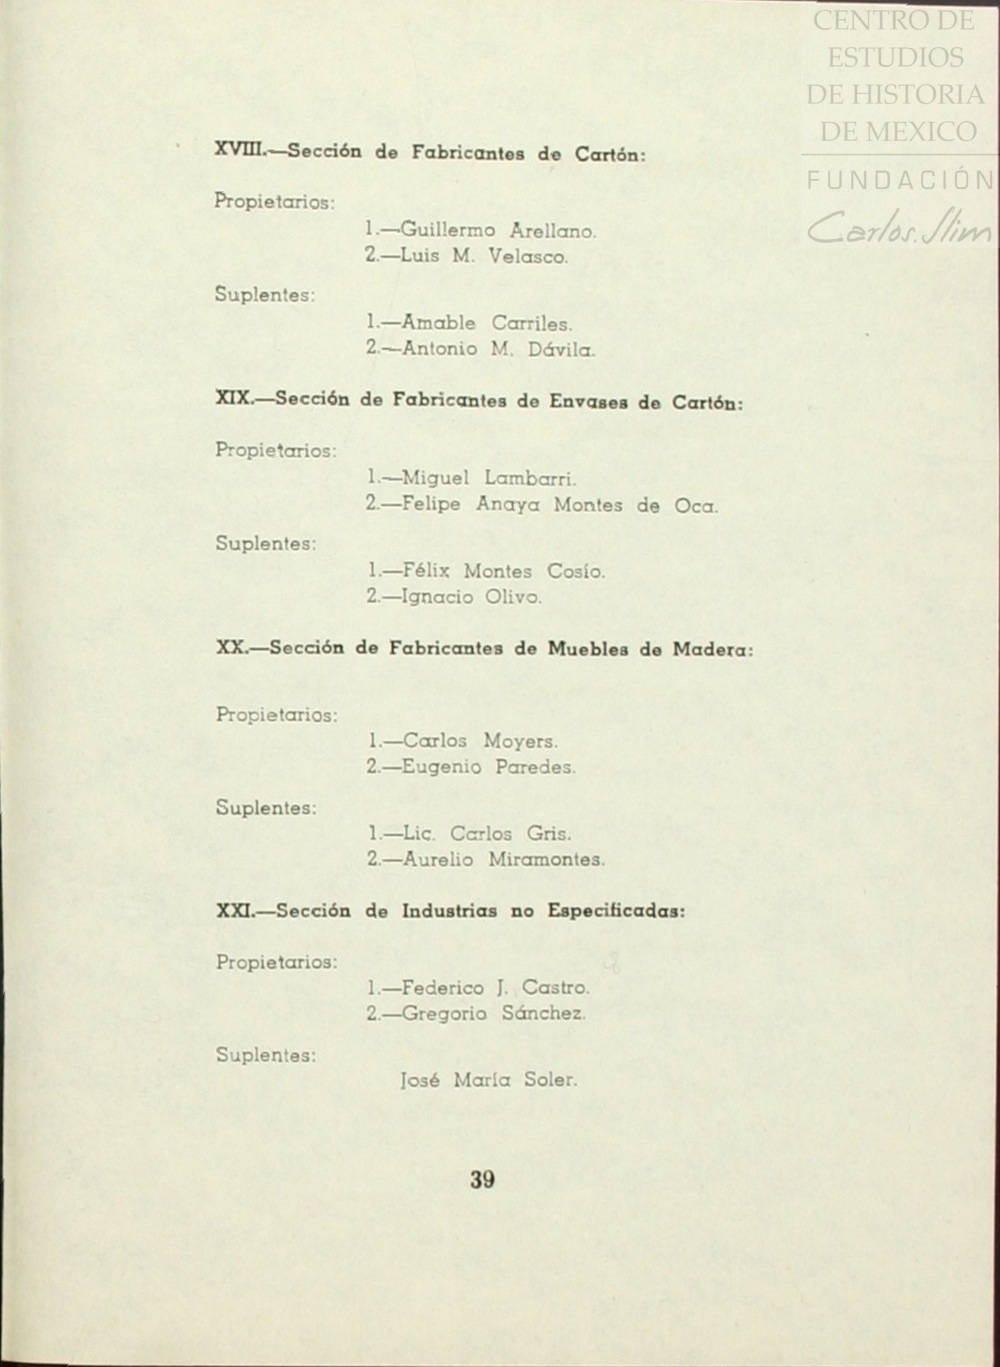 CENTRO DE
ESTUDIOS
DE HISTORIA
DE MEXICO
FUNDACIÓN
Carlos Slim
XVIII.—Sección de Fabricantes de Cartón:
Propietarios:
1.—Guillermo Arellano.
2.—Luis M. Velasco.
Suplentes:
1.—Amable Carriles.
2.—Antonio M. Dávila.
XIX.—Sección de Fabricantes de Envases de Cartón:
Propietarios:
1.—Miguel Lambarri.
2.—Felipe Anaya Montes de Oca.
Suplentes:
1.—Félix Montes Cosío.
2.—Ignacio Olivo.
XX.—Sección de Fabricantes de Muebles de Madera:
Propietarios:
1.—Carlos Moyers.
2.—Eugenio Paredes.
Suplentes:
1.—Lic. Carlos Gris.
2.—Aurelio Miramontes.
XXI.—Sección de Industrias no Especificadas:
Propietarios:
1.—Federico J. Castro.
2.—Gregorio Sánchez.
Suplentes:
José María Soler.
39